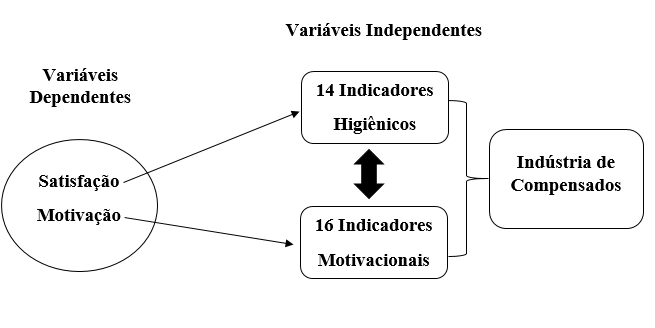 Variáveis Independentes
Variáveis
Dependentes
Satisfação
Motivação
14 Indicadores
Higiênicos
16 Indicadores
Motivacionais
Indústria de
Compensados